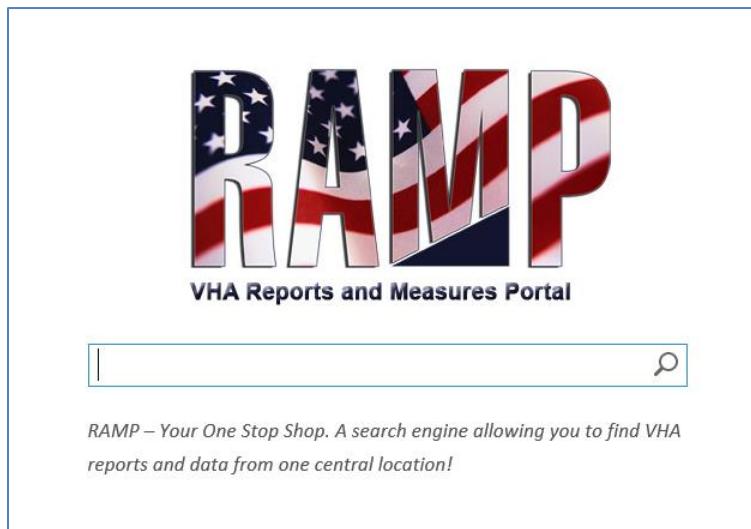 RAMP
VHA Reports and Measures Portal
RAMP – Your One Stop Shop. A search engine allowing you to find VHA
reports and data from one central location!